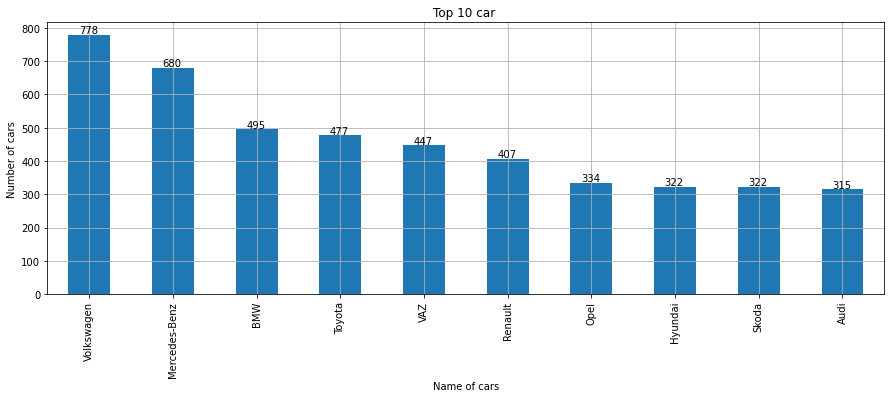 Top 10 car
Number of cars
800
700
600
500
400
300
200
100
0
778
680
495
477
447
407
334
322
322
315
Volkswagen
Mercedes-Benz
BMW
Toyota
VAZ
Renault
Opel
Hyundai
Skoda
Audi
Name of cars